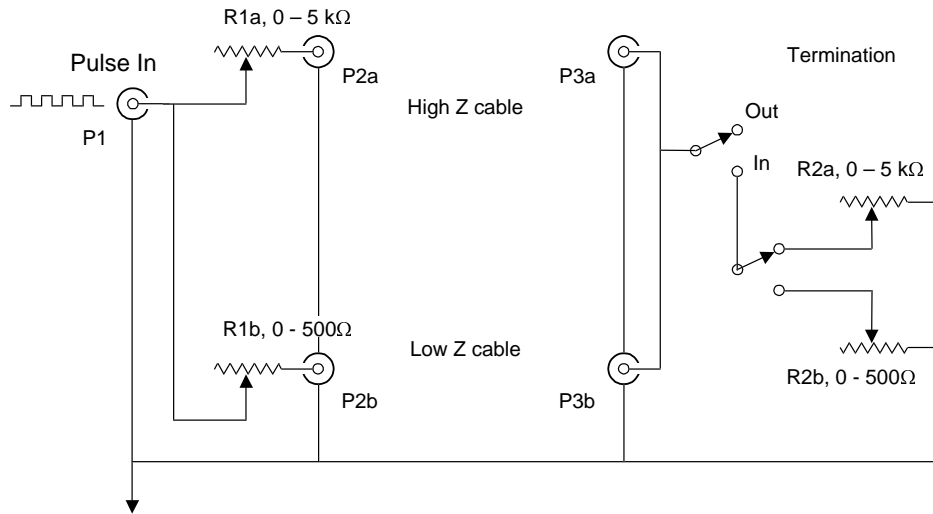 R1a, 0 – 5 kΩ
Pulse In
P1
P2a
High Z cable
P3a
Termination
Out
In
R2a, 0 – 5 kΩ
R1b, 0 - 500Ω
P2b
Low Z cable
P3b
R2b, 0 - 500Ω